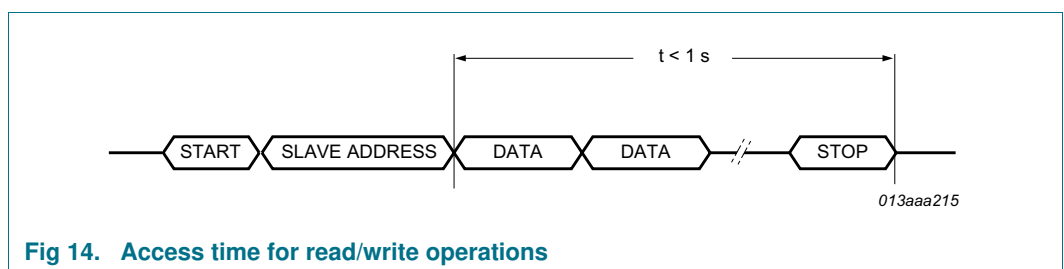 t < 1 s
START SLAVE ADDRESS DATA DATA STOP
013aaa215
Fig 14. Access time for read/write operations